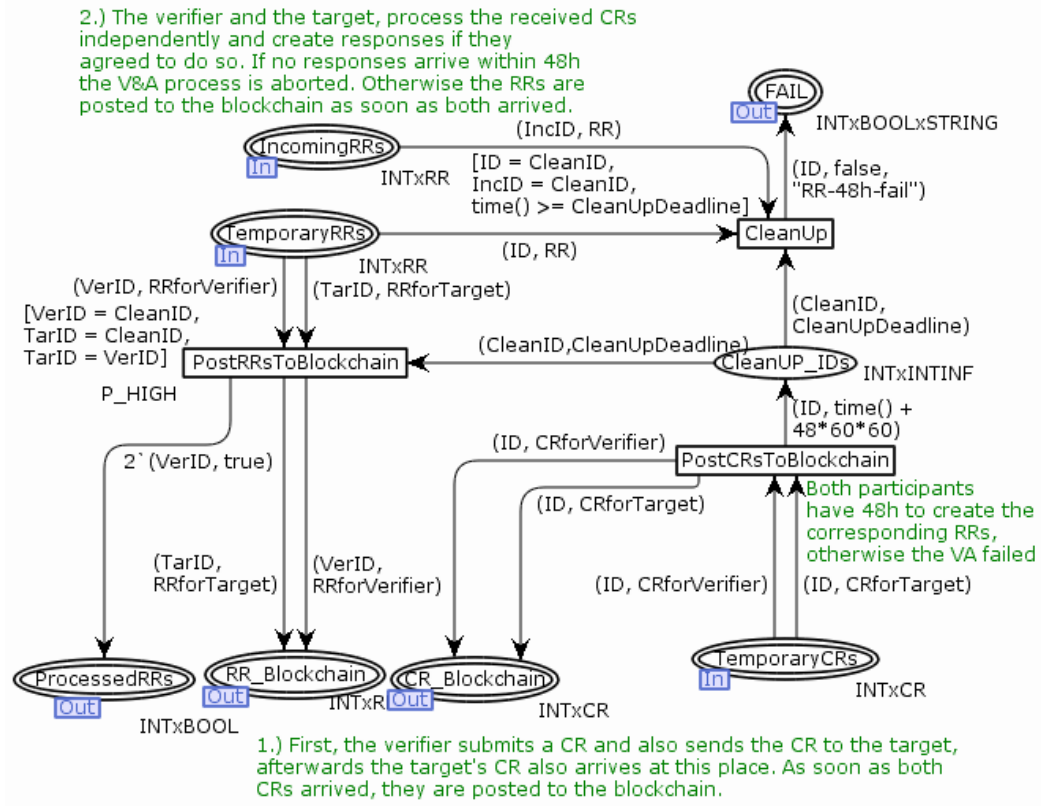 2.) The verifier and the target, process the received CRs
independently and create responses if they
agreed to do so. If no responses arrive within 48h
the V&A process is aborted. Otherwise the RRs are
posted to the blockchain as soon as both arrived.
FAIL
Out
INTxBOOLxSTRING
IncomingRRs
In
INTxRR
(IncID, RR)
[ID = CleanID,
IncID = CleanID,
time() >= CleanUpDeadline]
(ID, false,
"RR-48h-fail")
TemporaryRRs
In
INTxRR
(ID, RR)
CleanUp
(VerID, RRforVerifier)
(TarID, RRforTarget)
[VerID = CleanID,
TarID = CleanID,
TarID = VerID]
PostRRsToBlockchain
P_HIGH
(CleanID,CleanUpDeadline)
(CleanID,
CleanUpDeadline)
CleanUP_IDs
INTxINTINF
(ID, time() +
48*60*60)
2`(VerID, true)
(ID, CRforVerifier)
PostCRsToBlockchain
(ID, CRforTarget)
Both participants
have 48h to create the
corresponding RRs,
otherwise the VA failed
(TarID,
RRforTarget)
(VerID,
RRforVerifier)
(ID, CRforVerifier)
(ID, CRforTarget)
ProcessedRRs
Out
INTxBOOL
RR_Blockchain
Out
INTxR
CR_Blockchain
Out
INTxCR
TemporaryCRs
In
INTxCR
1.) First, the verifier submits a CR and also sends the CR to the target,
afterwards the target's CR also arrives at this place. As soon as both
CRs arrived, they are posted to the blockchain.